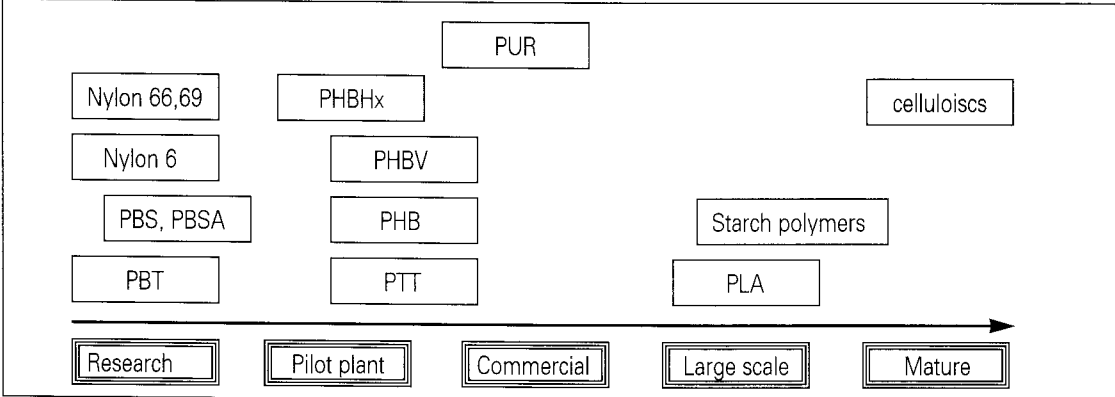 PUR
Nylon 66,69
PHBHx
celluloiscs
Nylon 6
PHBV
PBS, PBSA
PHB
Starch polymers
PBT
PTT
PLA
Research
Pilot plant
Commercial
Large scale
Mature